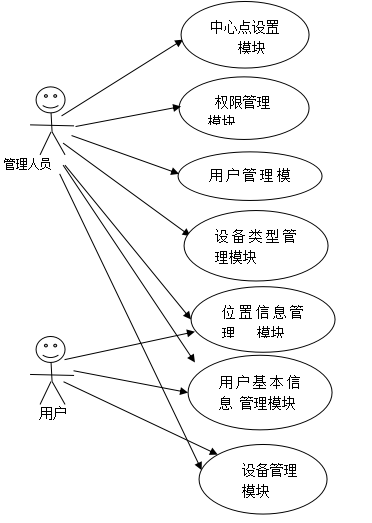 中心点设置
模块
权限管理
模块
管理人员
用户管理模
设备类型管
理模块
位置信息管
理 模块
用户基本信
息 管理模块
用户
设备管理
模块